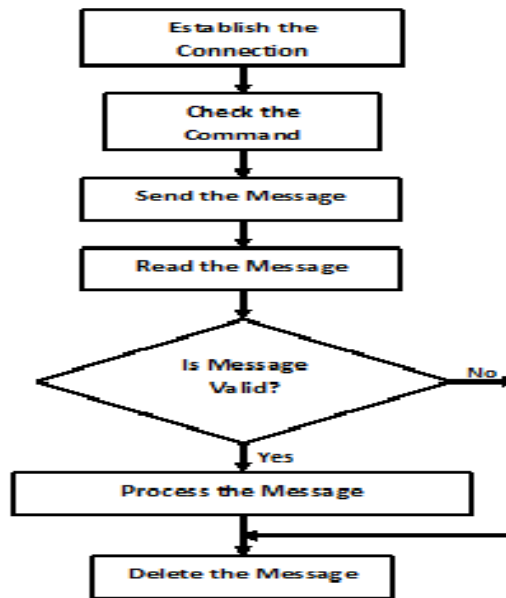 Establish the
Connection
Check the
Command
Send the Message
Read the Message
Is Message
Valid?
No
Yes
Process the Message
Delete the Message